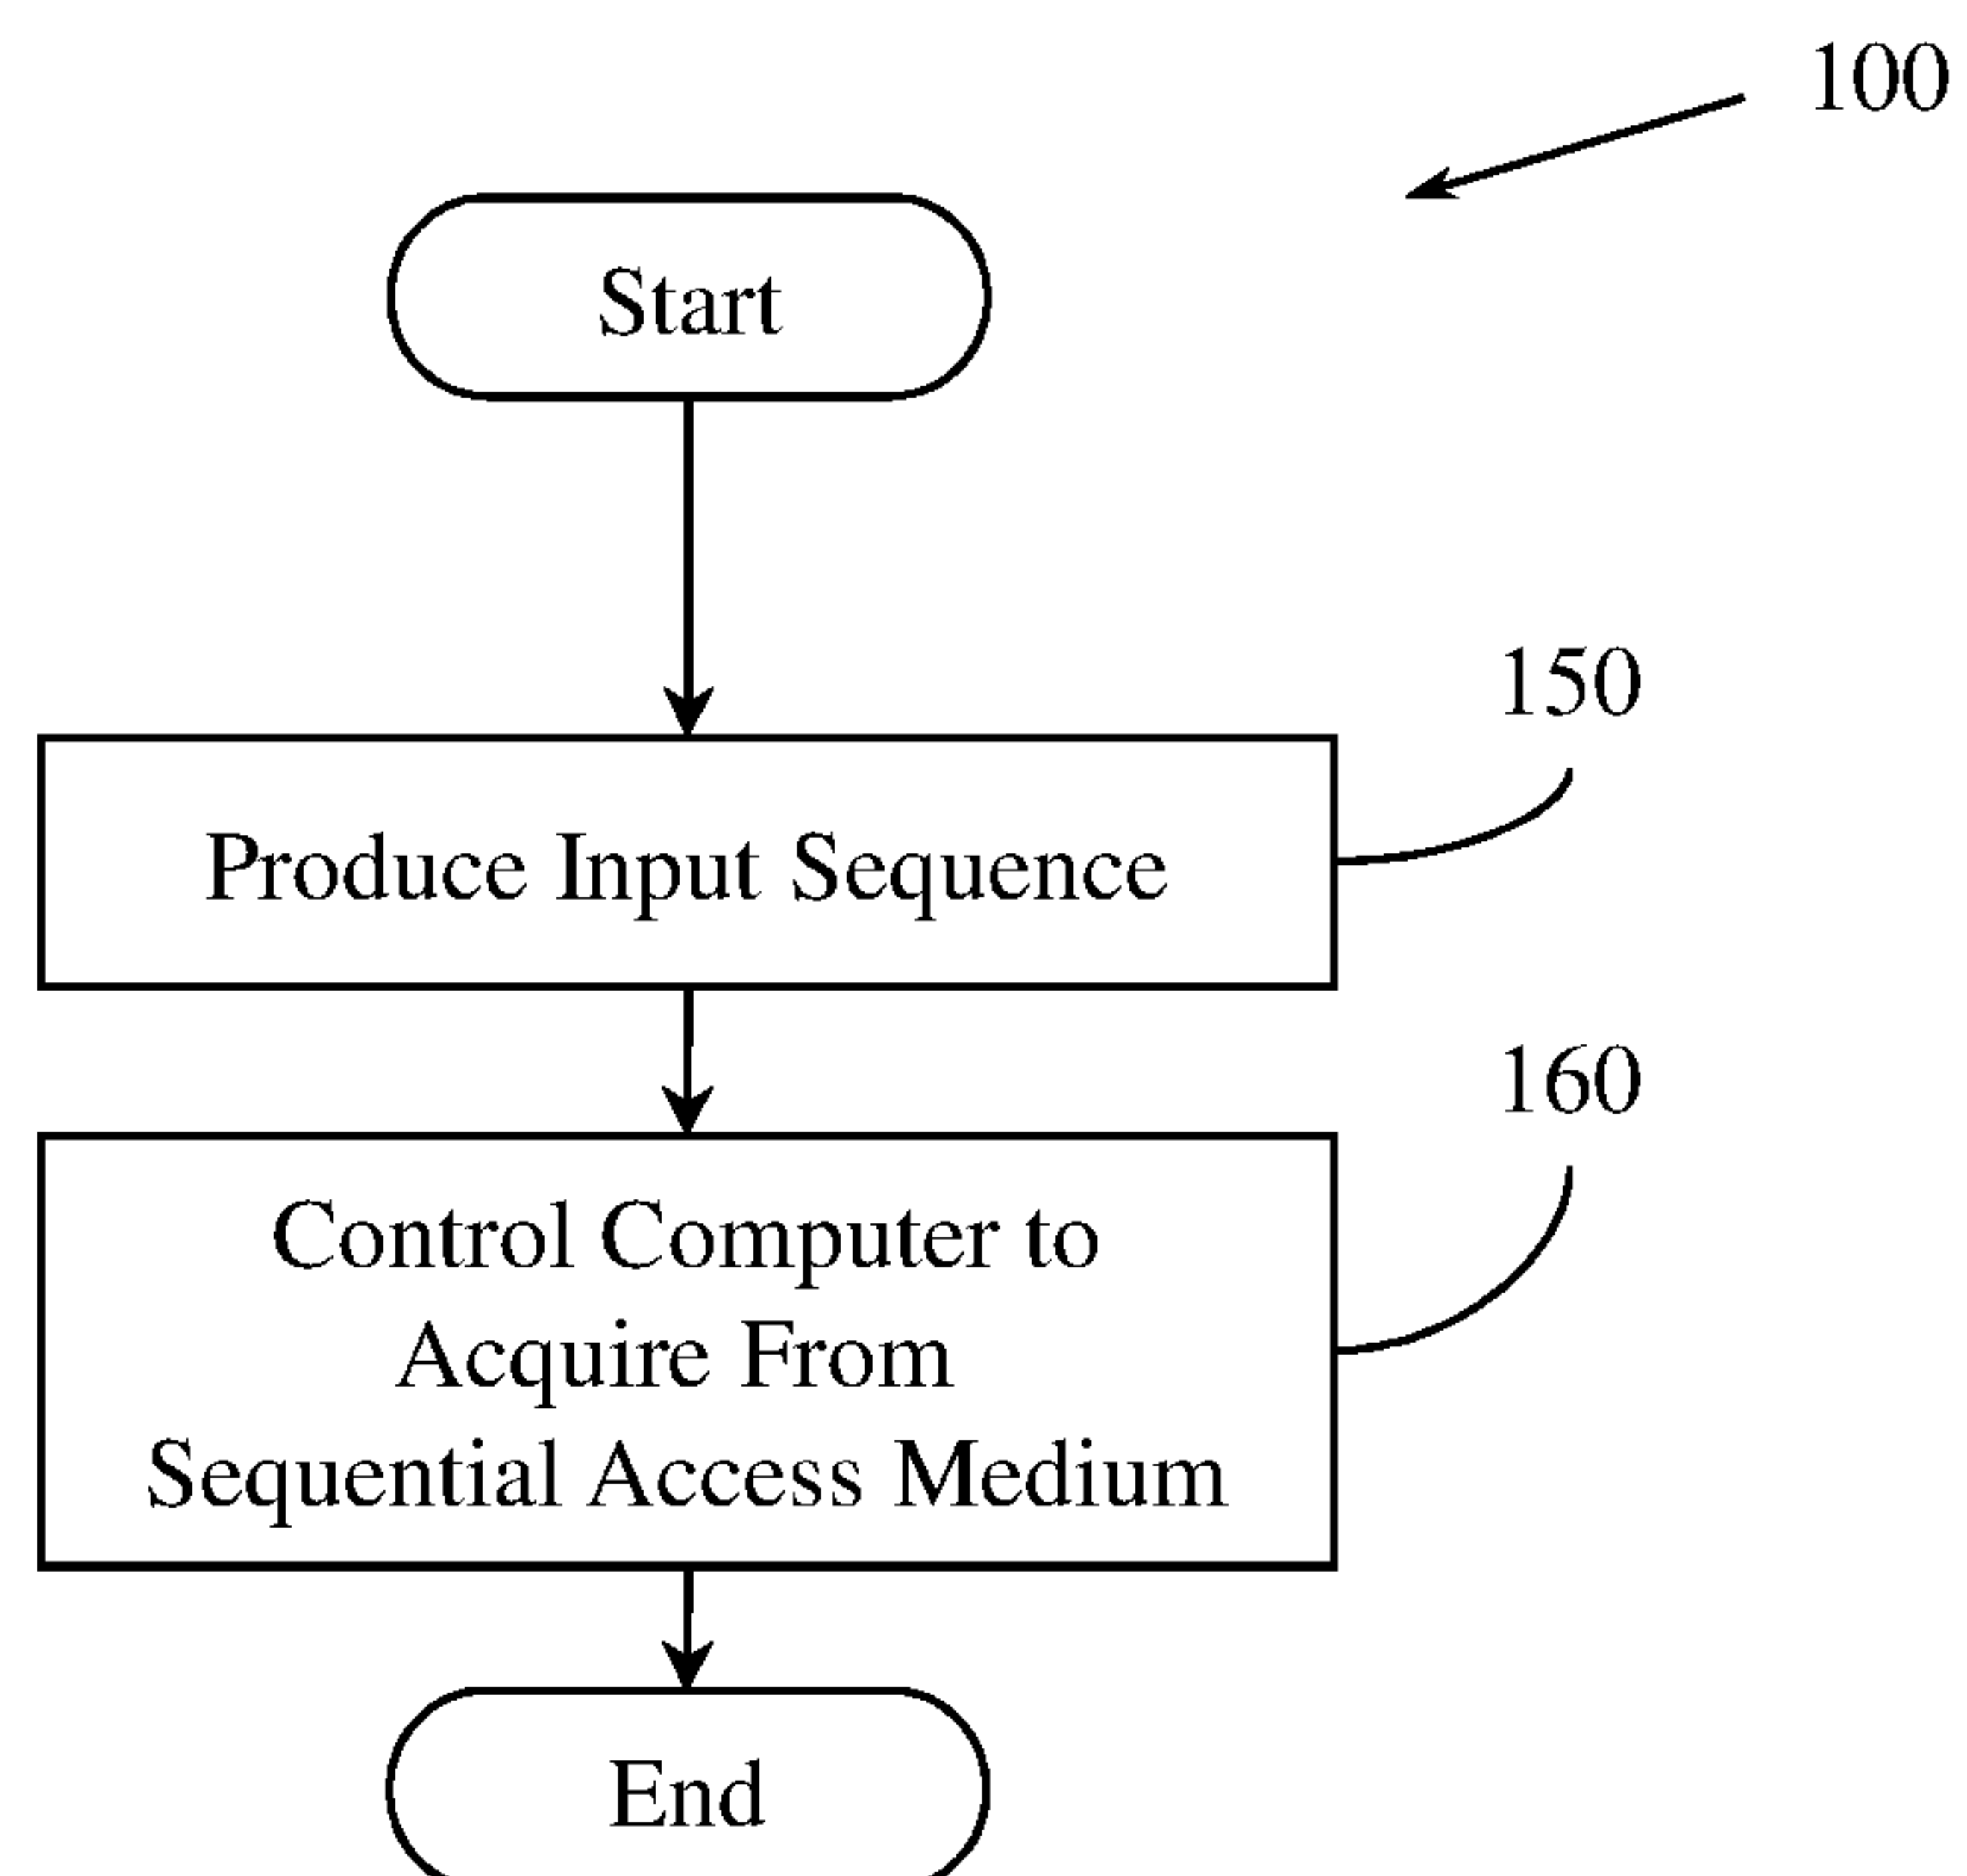 100
Start
150
Produce Input Sequence
160
Control Computer to
Acquire From
Sequential Access Medium
End